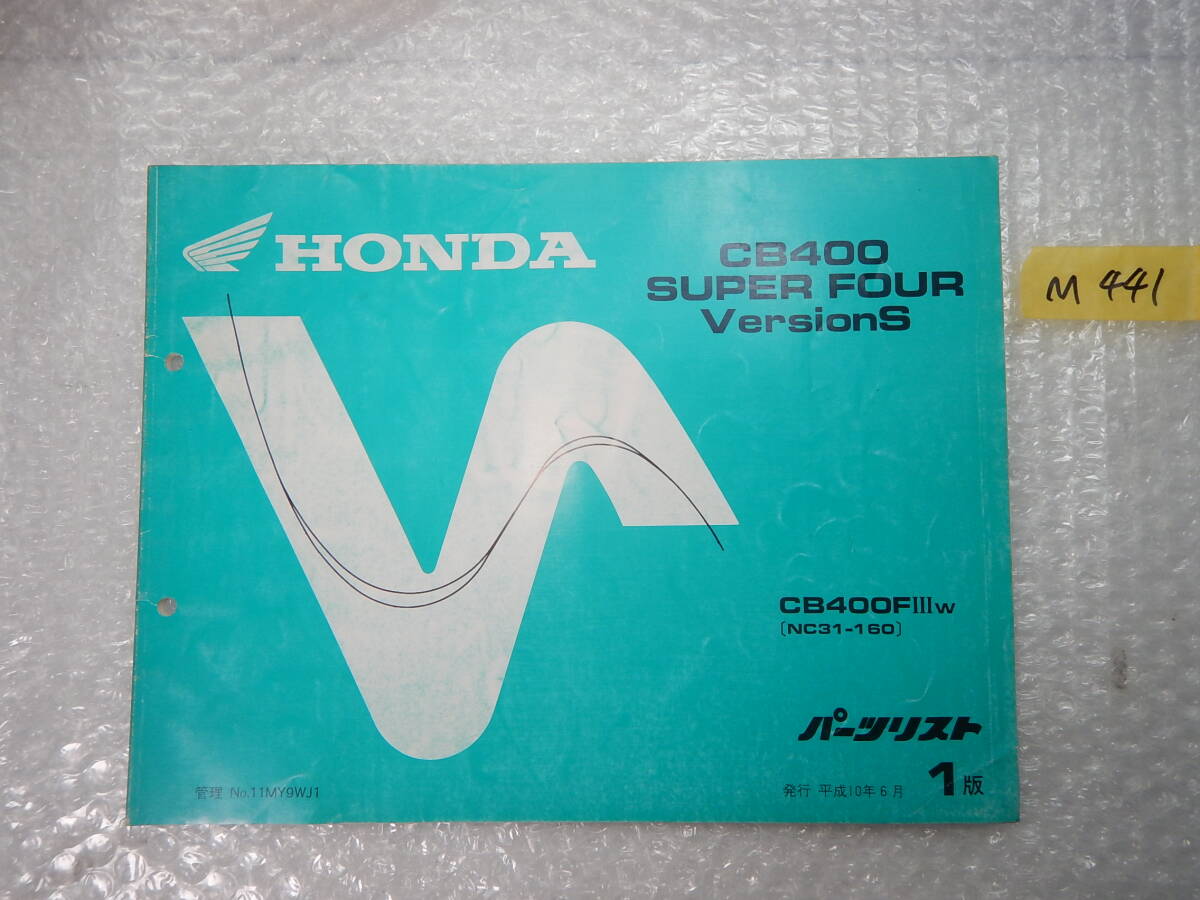 HONDA
CB400
SUPER FOUR
VersionS
M 441
CB400FⅢw
〔NC31-160〕
パーツリスト
管理 No.11MY9WJ1
発行 平成10年6月 1版